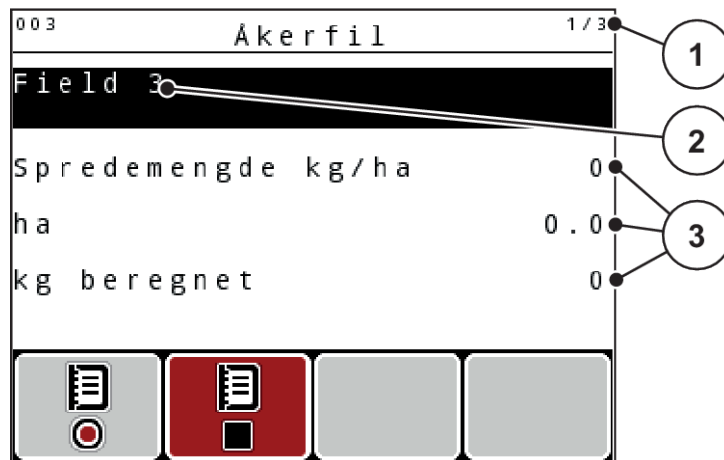 003 Åkerfil 1/3
1
Field 3
2
Spredemengde kg/ha 0
ha 0.0
3
kg beregnet 0